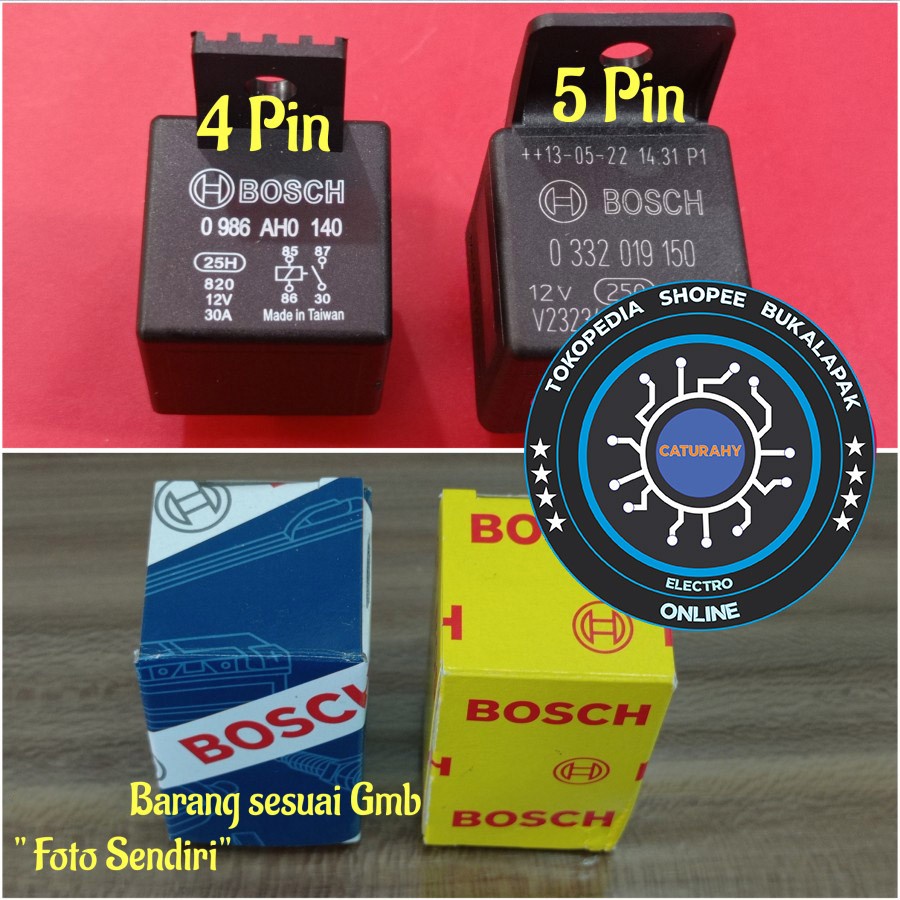 4 Pin
BOSCH
0 986 AH0 140
25H
820
12V
30A
85 87
86 30
Made in Taiwan
5 Pin
++13-05-22 14:31 P1
BOSCH
0 332 019 150
12V
TOKOPEDIA SHOPEE BUKALAPAK
CATURAHY
ELECTRO
ONLINE
BOSCH
BOSCH
BOSCH
Barang sesuai Gmb
" Foto Sendiri"